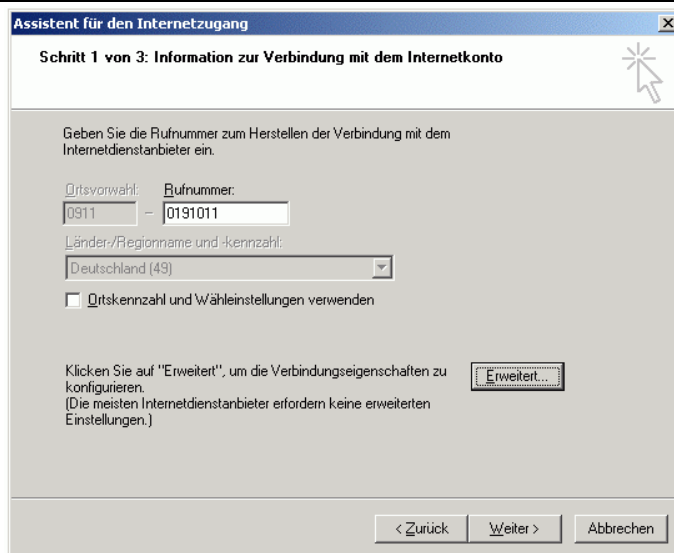 Assistent für den Internetzugang
Schritt 1 von 3: Information zur Verbindung mit dem Internetkonto
Geben Sie die Rufnummer zum Herstellen der Verbindung mit dem
Internetdienstanbieter ein.
Ortsvorwahl: Rufnummer:
0911 – 0191011
Länder-/Regionname und -kennzahl:
Deutschland (49)
Ortskennzahl und Wähleinstellungen verwenden
Klicken Sie auf "Erweitert", um die Verbindungseigenschaften zu
konfigurieren.
(Die meisten Internetdienstanbieter erfordern keine erweiterten
Einstellungen.)
Erweitert...
< Zurück Weiter > Abbrechen